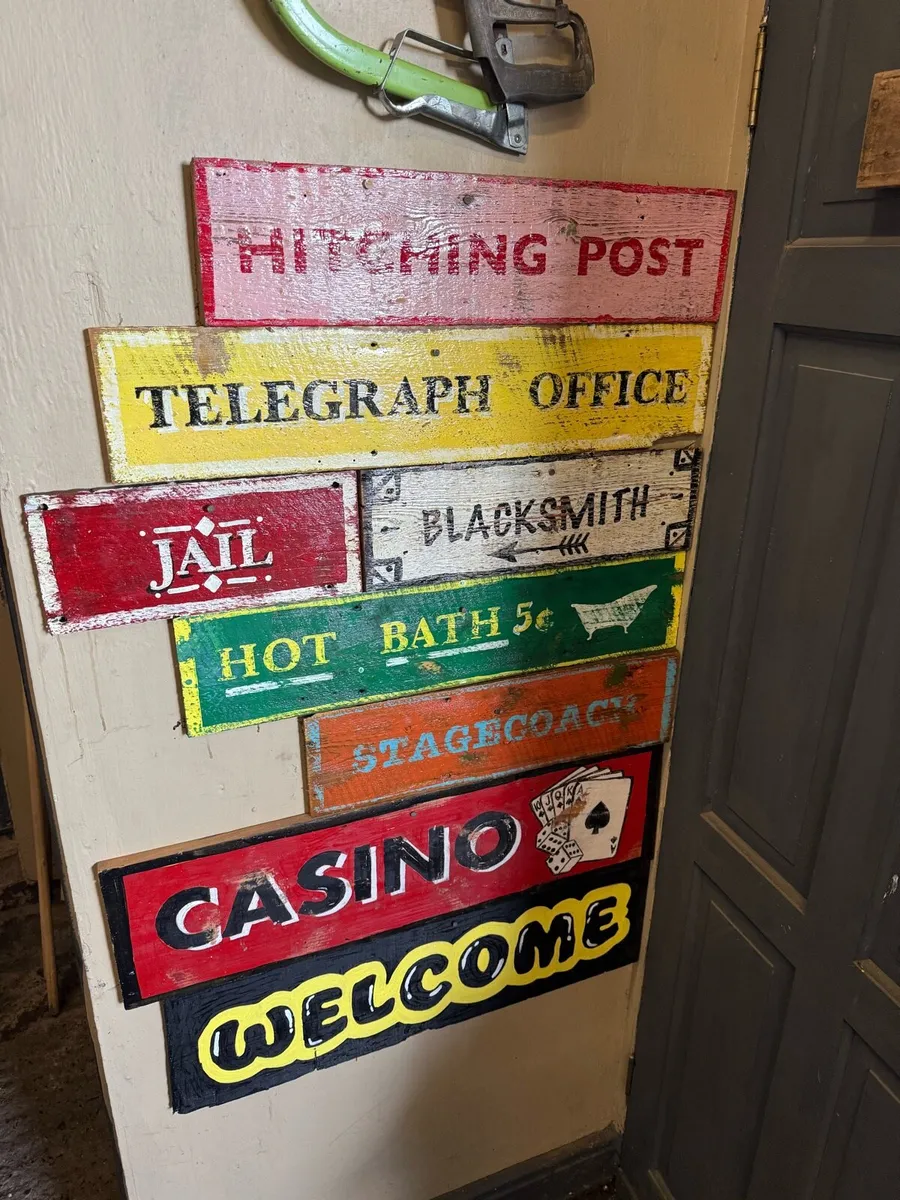 HITCHING POST
TELEGRAPH OFFICE
JAIL
BLACKSMITH
HOT BATH 5¢
STAGECOACH
CASINO
K J Q K A
A
WELCOME